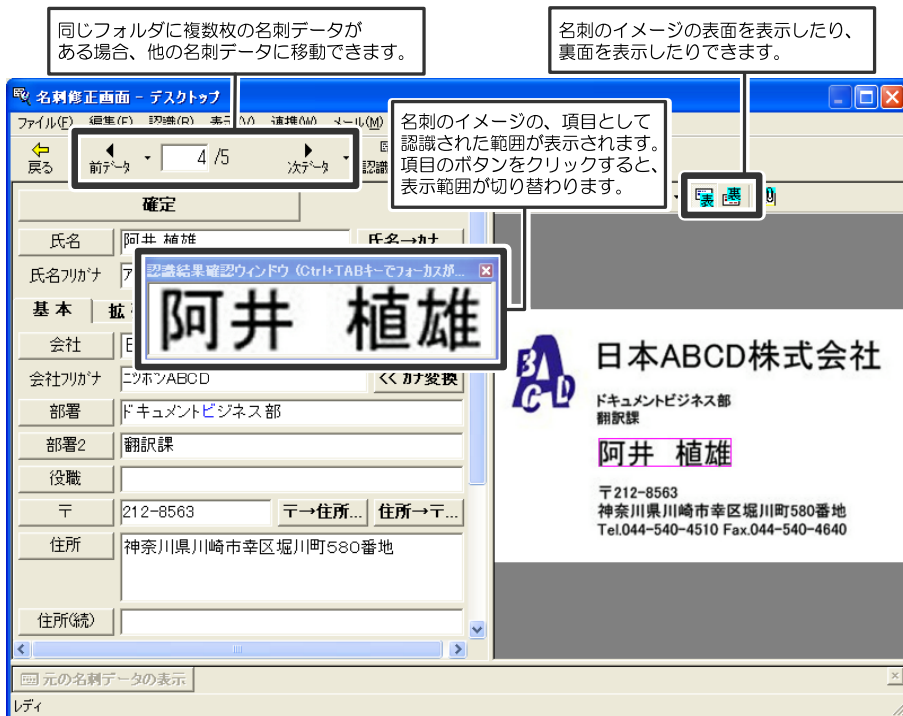 同じフォルダに複数枚の名刺データが
ある場合、他の名刺データに移動できます。
名刺のイメージの表面を表示したり、
裏面を表示したりできます。
名刺修正画面 - デスクトップ
ファイル(F) 編集(E) 認識(R) 連携(W) メール(M)
名刺のイメージの、項目として
認識された範囲が表示されます。
項目のボタンをクリックすると、
表示範囲が切り替わります。
戻る 前データ 4 /5 次データ 認識
表 裏
確定
氏名 阿井 植雄 氏名→カナ
氏名フリガナ ア
認識結果確認ウィンドウ (Ctrl+TABキーでフォーカスが...
阿井 植雄
基本 拡
会社
会社フリガナ ニッポンABCD << カナ変換
部署 ドキュメントビジネス部
部署2 翻訳課
役職
〒 212-8563 〒→住所... 住所→〒...
住所 神奈川県川崎市幸区堀川町580番地
住所(続)
BACD
日本ABCD株式会社
ドキュメントビジネス部
翻訳課
阿井 植雄
〒212-8563
神奈川県川崎市幸区堀川町580番地
Tel.044-540-4510 Fax.044-540-4640
元の名刺データの表示
レディ